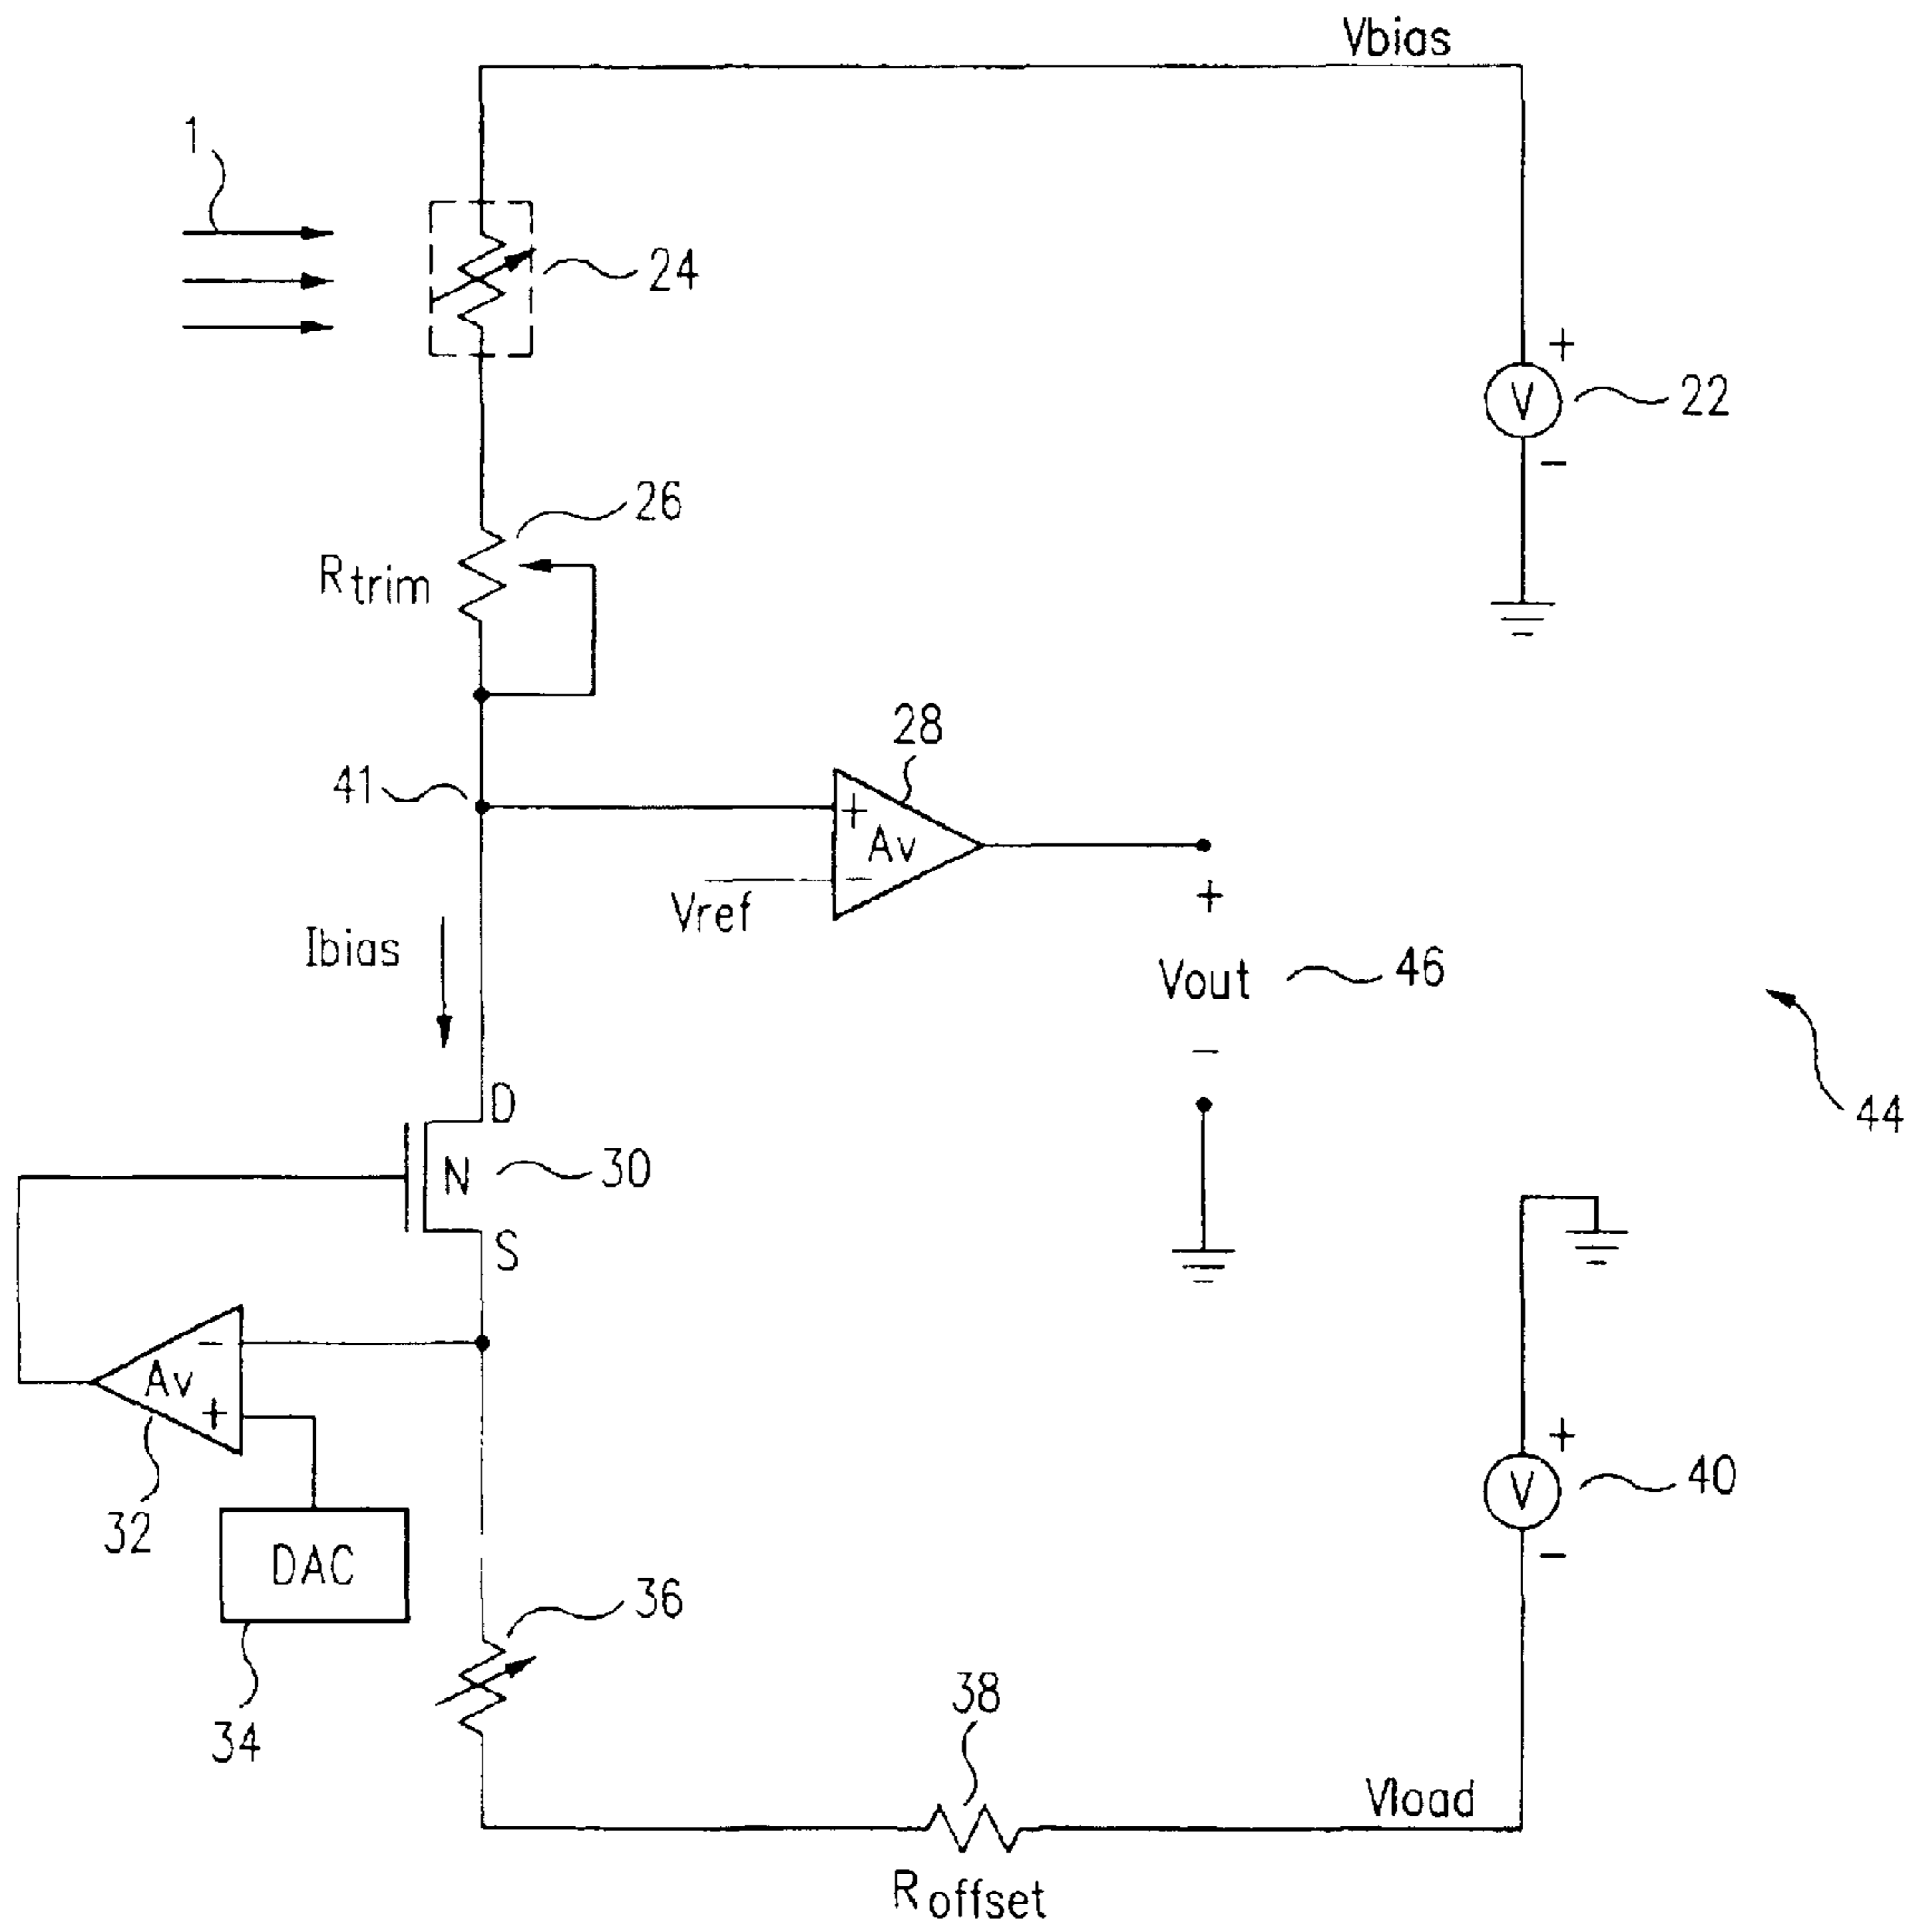 Vbias
1
24
+
V
22
−
26
Rtrim
28
41
+
Av
−
Vref
+
Ibias
Vout
46
−
44
D
N
30
S
−
Av
+
32
DAC
34
+
V
40
−
36
38
Vload
Roffset